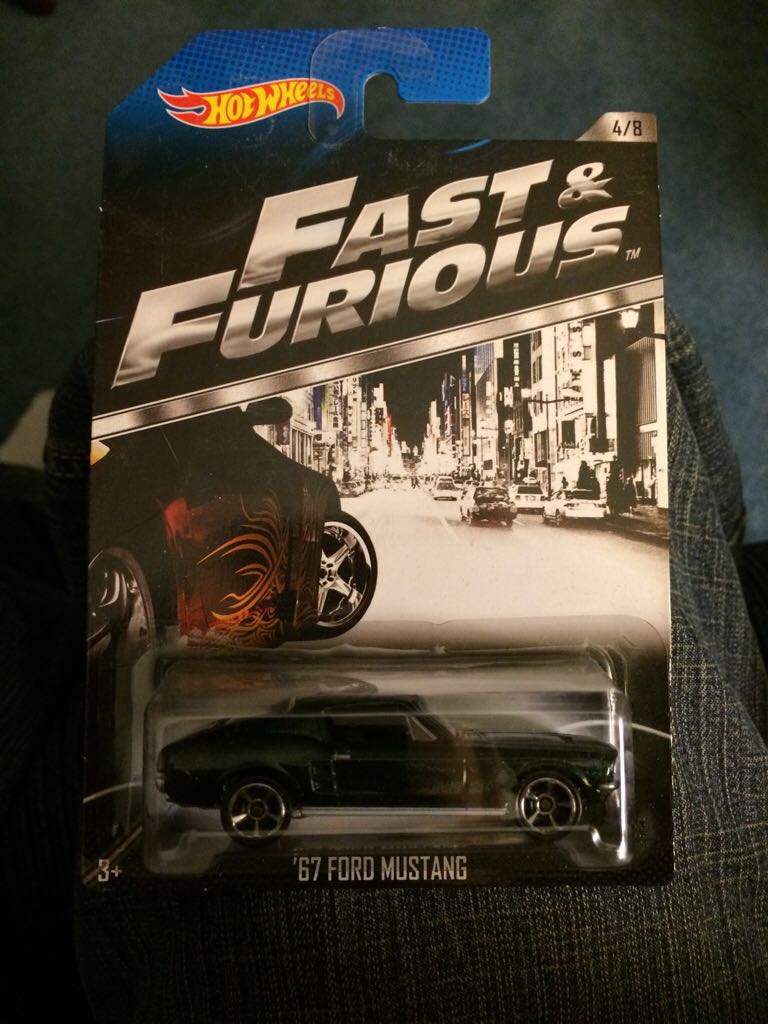 HOT WHEELS
4/8
FAST &
FURIOUS™
3+
'67 FORD MUSTANG